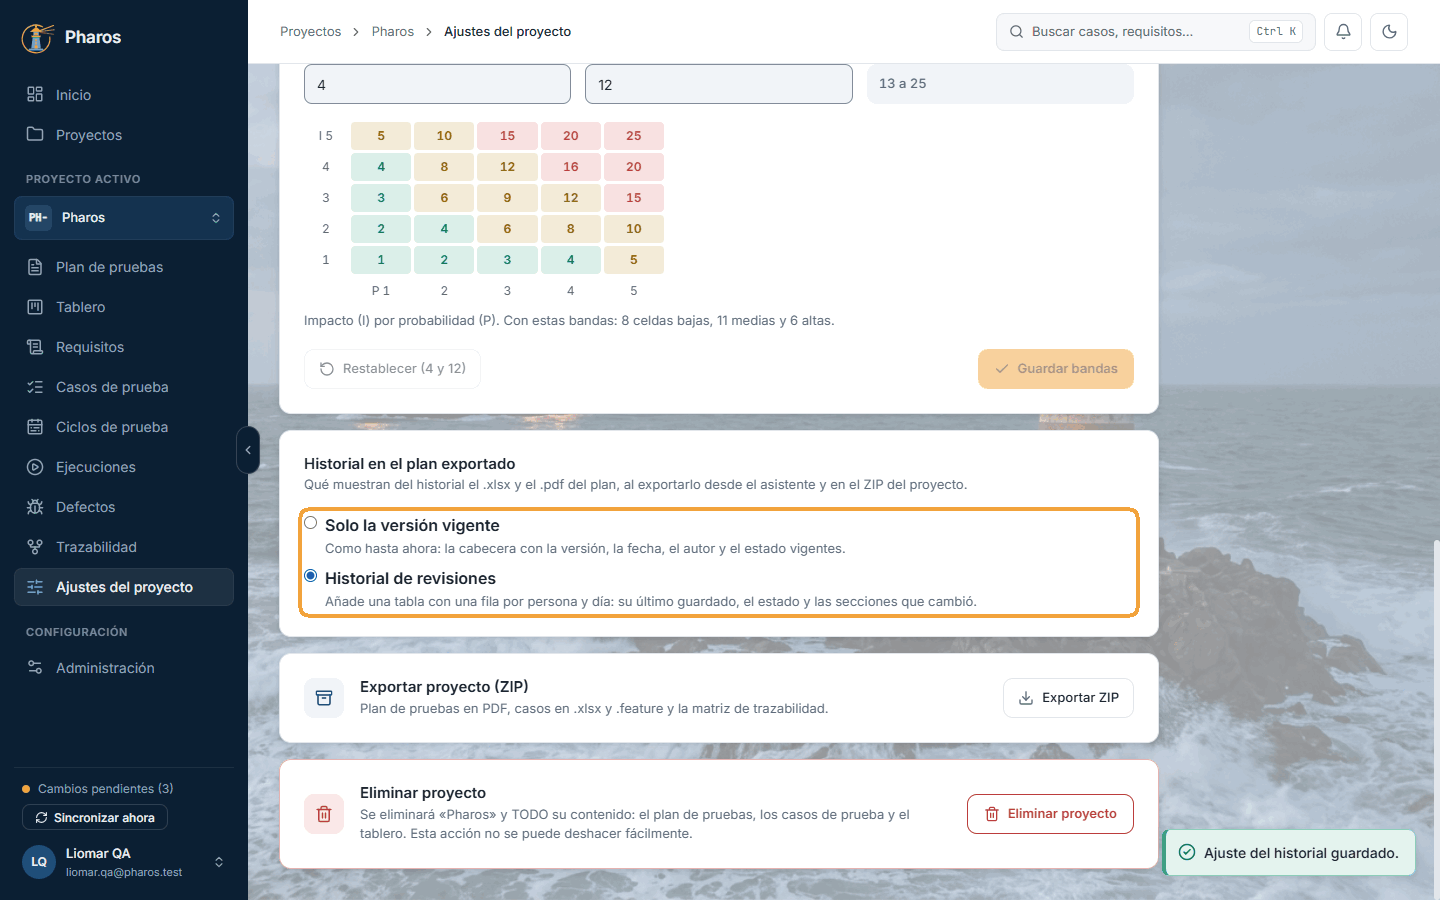 Pharos
Inicio
Proyectos
PROYECTO ACTIVO
PH-
Pharos
Plan de pruebas
Tablero
Requisitos
Casos de prueba
Ciclos de prueba
Ejecuciones
Defectos
Trazabilidad
Ajustes del proyecto
CONFIGURACIÓN
Administración
Cambios pendientes (3)
Sincronizar ahora
LQ
Liomar QA
liomar.qa@pharos.test
Proyectos > Pharos > Ajustes del proyecto
Buscar casos, requisitos... Ctrl K
4 12 13 a 25
I 5 5 10 15 20 25
4 4 8 12 16 20
3 3 6 9 12 15
2 2 4 6 8 10
1 1 2 3 4 5
P 1 2 3 4 5
Impacto (I) por probabilidad (P). Con estas bandas: 8 celdas bajas, 11 medias y 6 altas.
Restablecer (4 y 12) Guardar bandas
Historial en el plan exportado
Qué muestran del historial el .xlsx y el .pdf del plan, al exportarlo desde el asistente y en el ZIP del proyecto.
Solo la versión vigente
Como hasta ahora: la cabecera con la versión, la fecha, el autor y el estado vigentes.
Historial de revisiones
Añade una tabla con una fila por persona y día: su último guardado, el estado y las secciones que cambió.
Exportar proyecto (ZIP)
Plan de pruebas en PDF, casos en .xlsx y .feature y la matriz de trazabilidad.
Exportar ZIP
Eliminar proyecto
Se eliminará «Pharos» y TODO su contenido: el plan de pruebas, los casos de prueba y el
tablero. Esta acción no se puede deshacer fácilmente.
Eliminar proyecto
Ajuste del historial guardado.